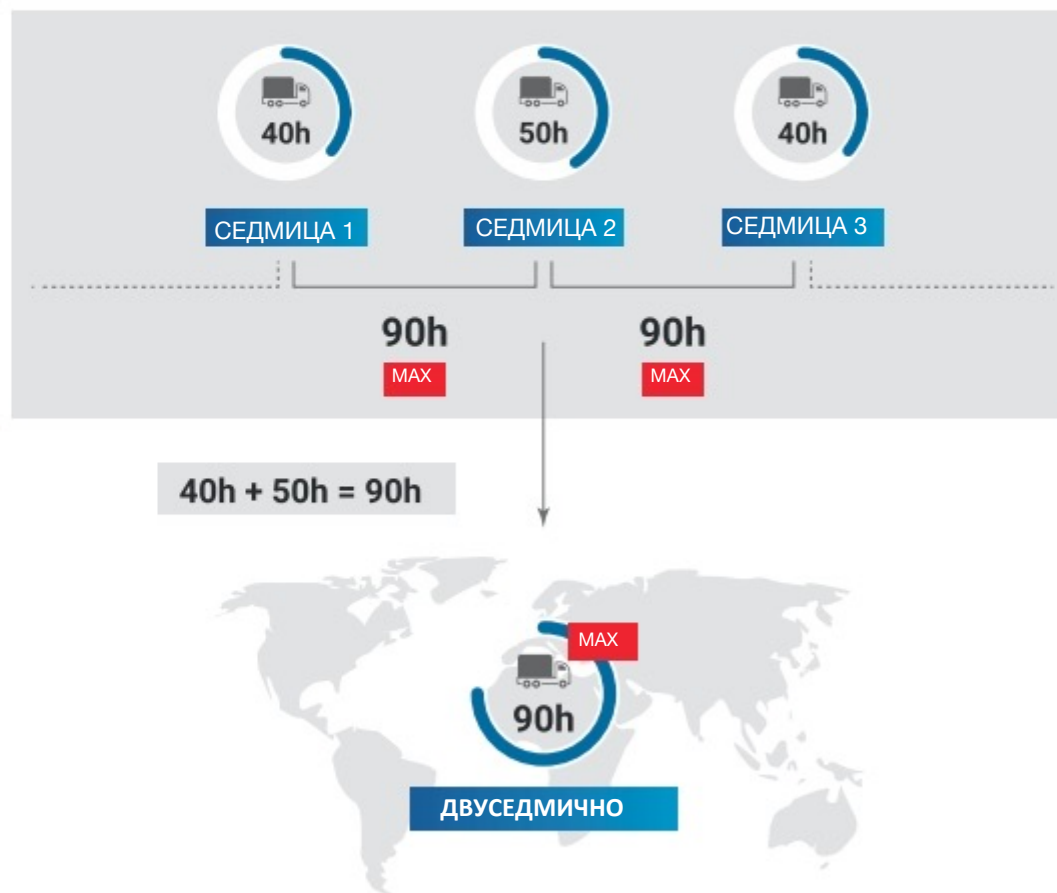 40h
50h
40h
СЕДМИЦА 1
СЕДМИЦА 2
СЕДМИЦА 3
90h
90h
MAX
MAX
40h + 50h = 90h
MAX
90h
ДВУСЕДМИЧНО